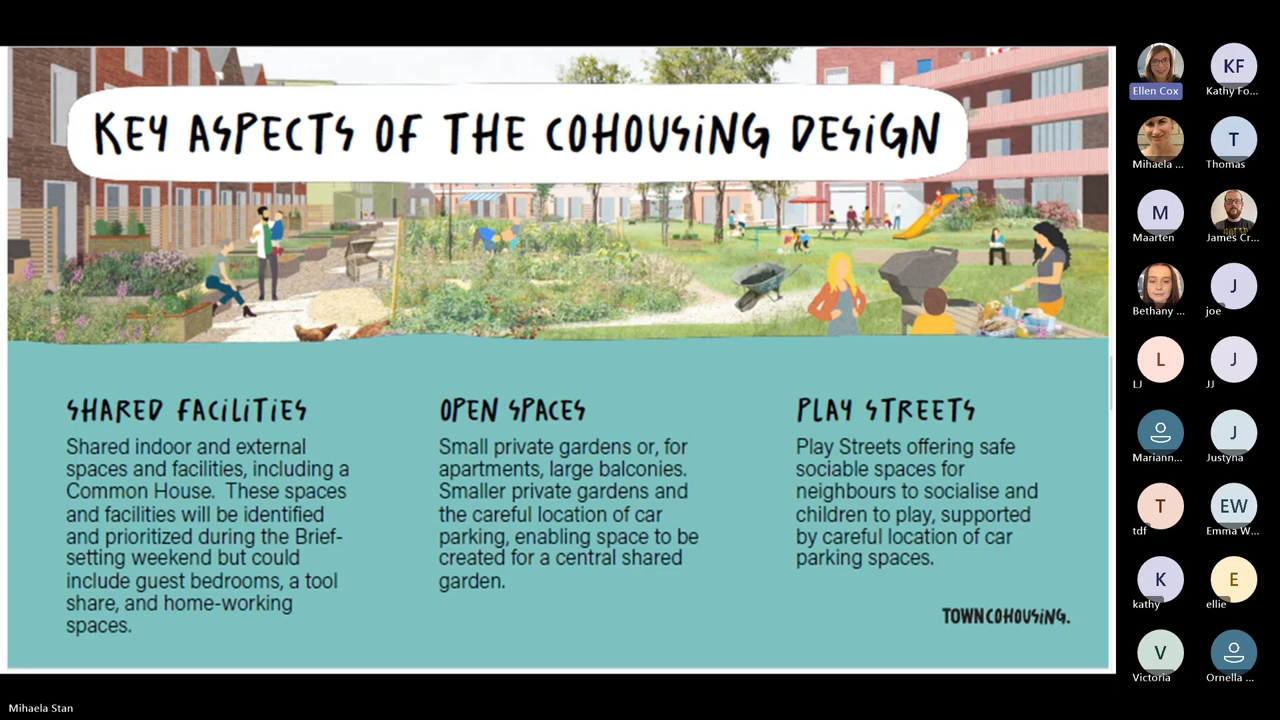 KEY ASPECTS OF THE COHOUSING DESIGN
SHARED FACILITIES
Shared indoor and external
spaces and facilities, including a
Common House.  These spaces
and facilities will be identified
and prioritized during the Brief-
setting weekend but could
include guest bedrooms, a tool
share, and home-working
spaces.
OPEN SPACES
Small private gardens or, for
apartments, large balconies.
Smaller private gardens and
the careful location of car
parking, enabling space to be
created for a central shared
garden.
PLAY STREETS
Play Streets offering safe
sociable spaces for
neighbours to socialise and
children to play, supported
by careful location of car
parking spaces.
TOWN COHOUSING.
Ellen Cox
KF
Kathy Fo...
Mihaela ...
T
Thomas
M
Maarten
James Cr...
Bethany ...
J
joe
L
LJ
J
JJ
Mariann...
J
Justyna
T
tdf
EW
Emma W...
K
kathy
E
ellie
V
Victoria
Ornella ...
Mihaela Stan